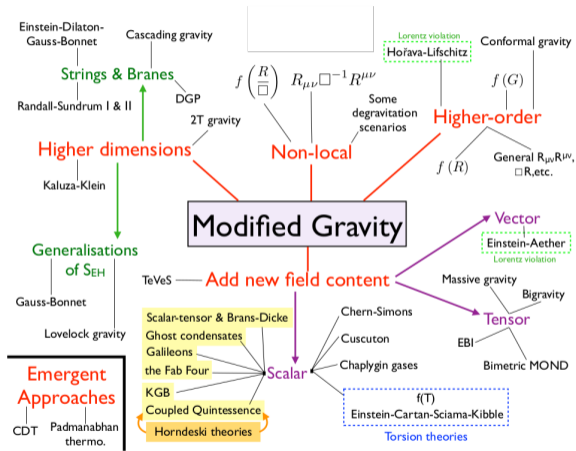 Einstein-Dilaton-
Gauss-Bonnet
Cascading gravity
Strings & Branes
Randall-Sundrum I & II
DGP
2T gravity
Higher dimensions
Kaluza-Klein
Generalisations
of S_EH
Gauss-Bonnet
Lovelock gravity
f(R/□)
R_μν □⁻¹ R^μν
Some
degravitation
scenarios
Non-local
Lorentz violation
Hořava-Lifschitz
Conformal gravity
f(G)
Higher-order
f(R)
General R_μν R^μν,
□R,etc.
Modified Gravity
Vector
Einstein-Aether
Lorentz violation
TeVeS
Add new field content
Massive gravity
Bigravity
Tensor
EBI
Bimetric MOND
Scalar-tensor & Brans-Dicke
Ghost condensates
Galileons
the Fab Four
KGB
Coupled Quintessence
Horndeski theories
Scalar
Chern-Simons
Cuscuton
Chaplygin gases
f(T)
Einstein-Cartan-Sciama-Kibble
Torsion theories
Emergent
Approaches
CDT
Padmanabhan
thermo.